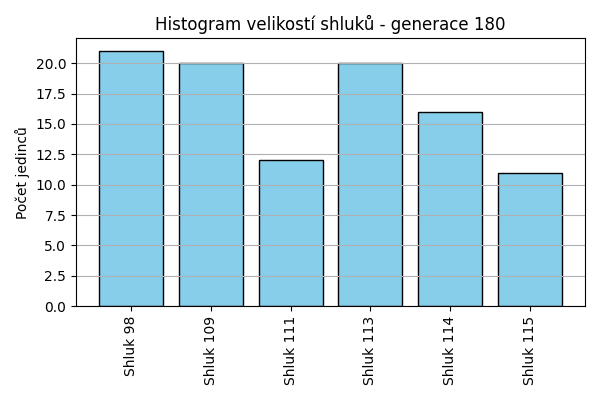 Histogram velikostí shluků - generace 180
Počet jedinců
20.0
17.5
15.0
12.5
10.0
7.5
5.0
2.5
0.0
Shluk 98
Shluk 109
Shluk 111
Shluk 113
Shluk 114
Shluk 115